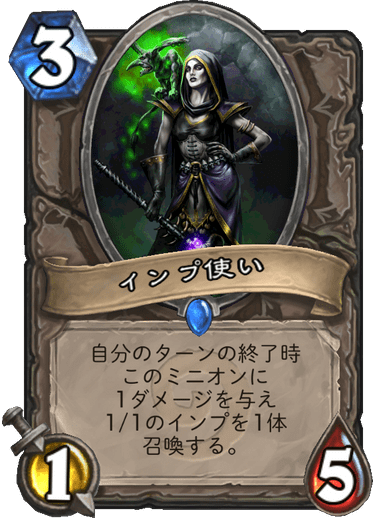 3
インプ使い
自分のターンの終了時
このミニオンに
1ダメージを与え
1/1のインプを1体
召喚する。
1
5